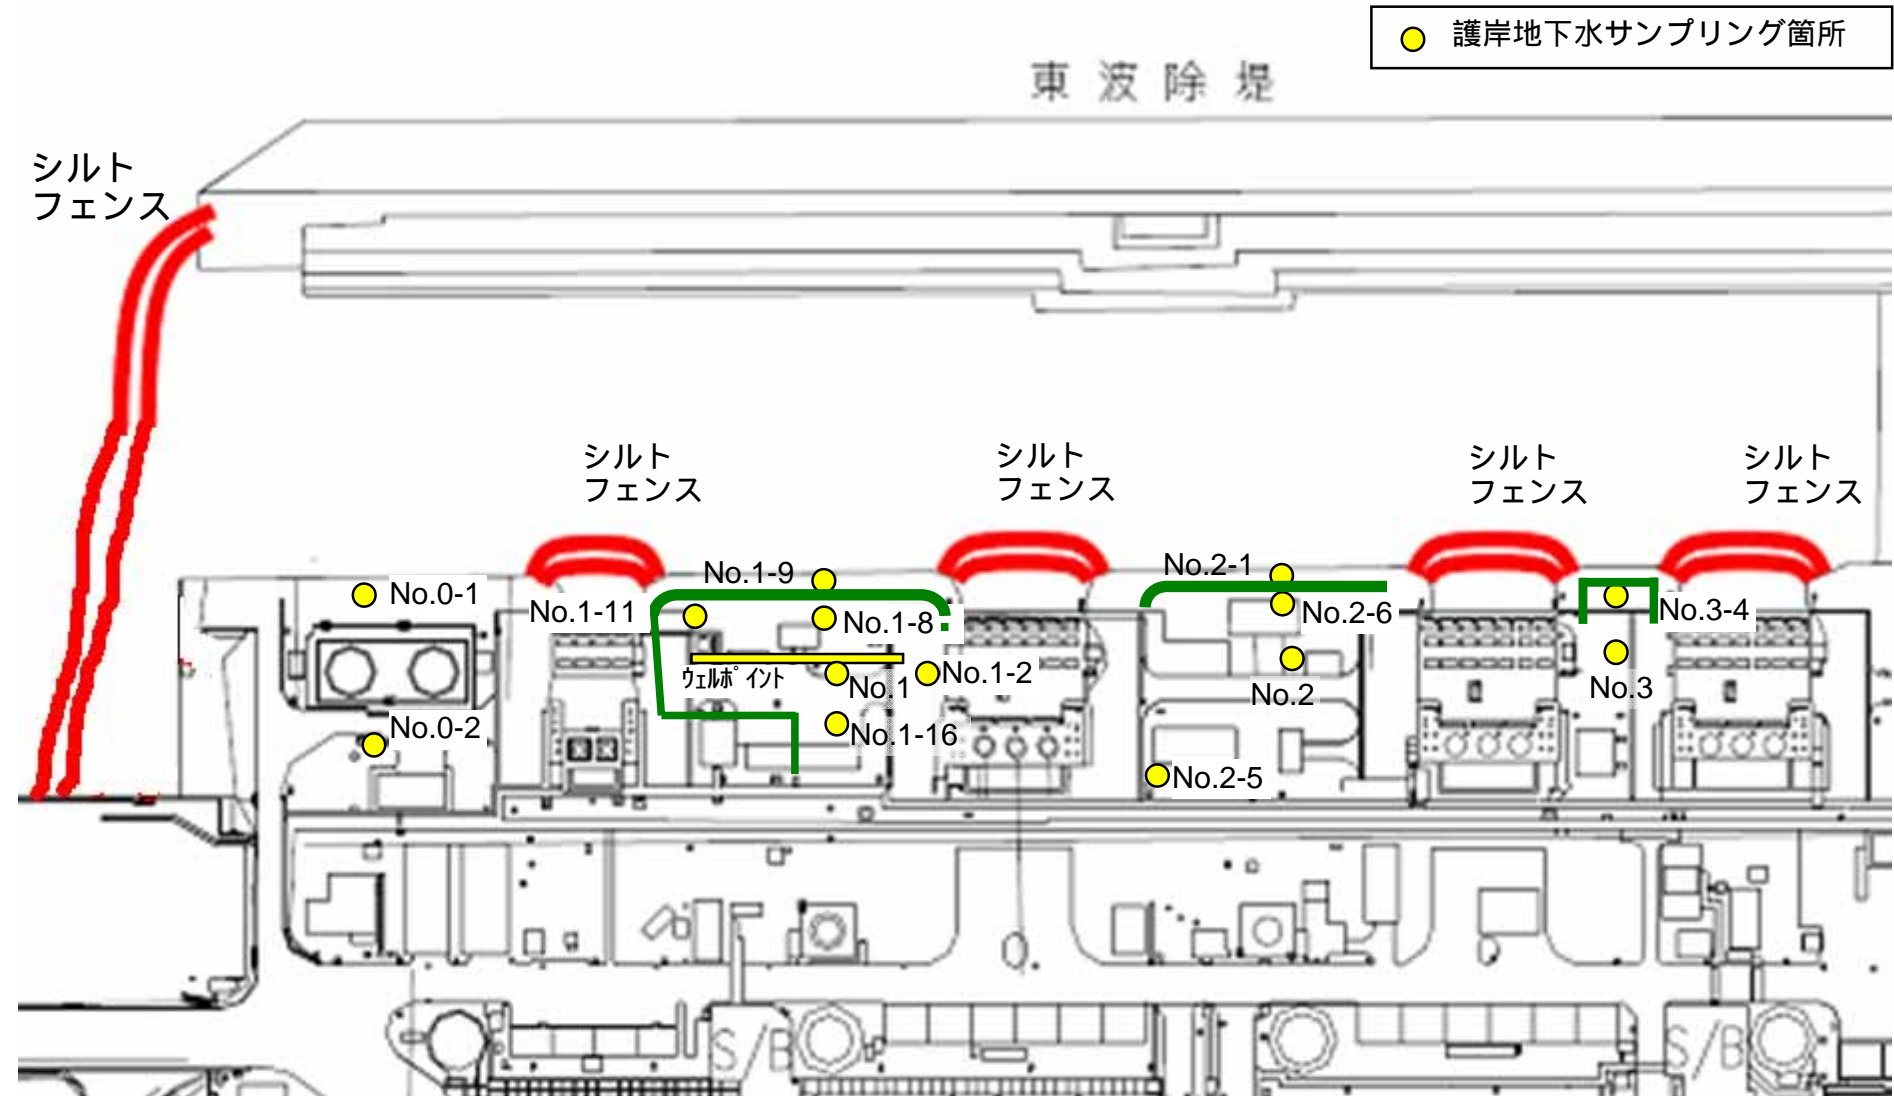 護岸地下水サンプリング箇所
東波除堤
シルト
フェンス
シルト
フェンス
シルト
フェンス
シルト
フェンス
シルト
フェンス
No.0-1
No.1-11
No.1-9
No.1-8
No.2-1
No.2-6
No.3-4
ウェルポイント
No.1
No.1-2
No.2
No.3
No.0-2
No.1-16
No.2-5
S/B
S/B